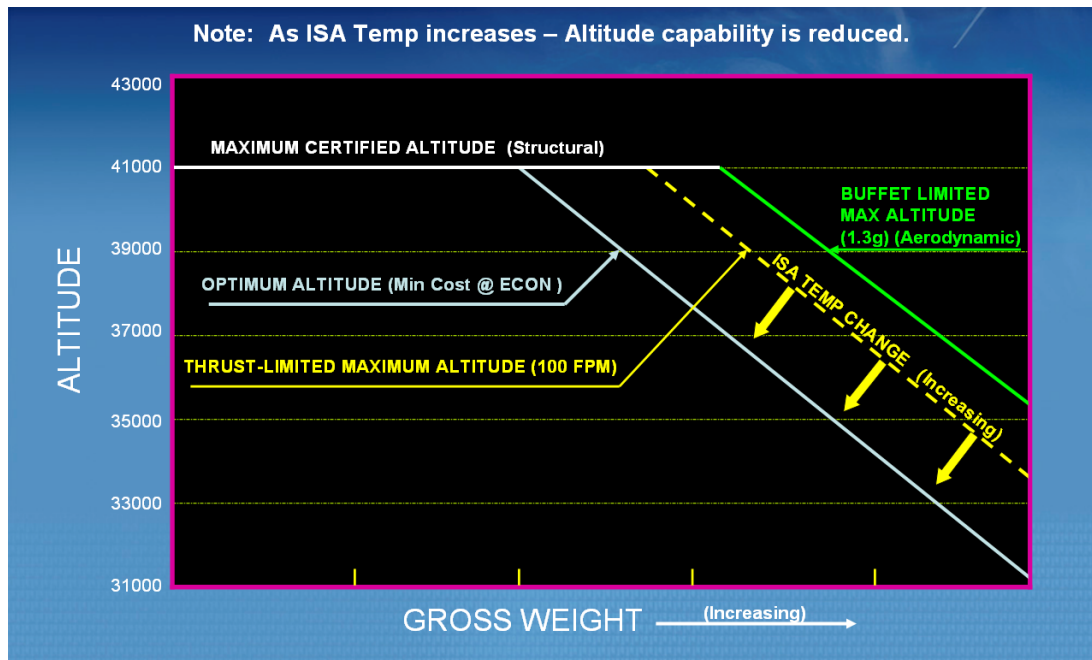 Note: As ISA Temp increases – Altitude capability is reduced.
43000
MAXIMUM CERTIFIED ALTITUDE (Structural)
41000
BUFFET LIMITED
MAX ALTITUDE
(1.3g) (Aerodynamic)
39000
OPTIMUM ALTITUDE (Min Cost @ ECON )
ISA TEMP CHANGE (Increasing)
37000
THRUST-LIMITED MAXIMUM ALTITUDE (100 FPM)
35000
33000
31000
ALTITUDE
GROSS WEIGHT
(Increasing)